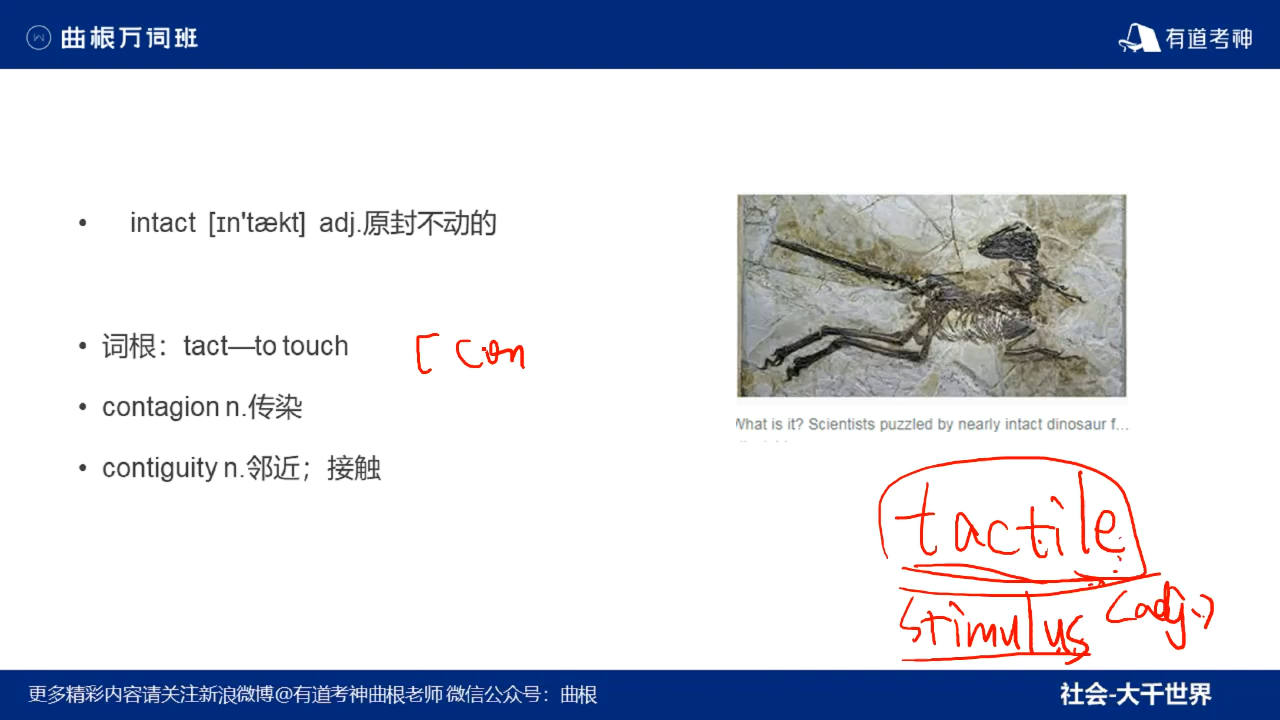 曲根万词班
有道考神
intact [ɪn'tækt] adj.原封不动的
词根：tact—to touch
[ con
contagion n.传染
contiguity n.邻近；接触
What is it? Scientists puzzled by nearly intact dinosaur f...
tactile
(adj.)
stimulus
更多精彩内容请关注新浪微博@有道考神曲根老师 微信公众号：曲根
社会-大千世界